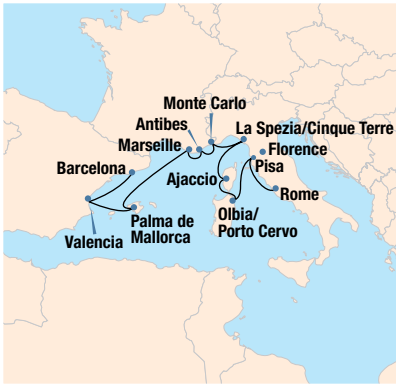 Monte Carlo
Antibes
La Spezia/Cinque Terre
Marseille
Florence
Pisa
Barcelona
Ajaccio
Rome
Palma de
Mallorca
Olbia/
Porto Cervo
Valencia